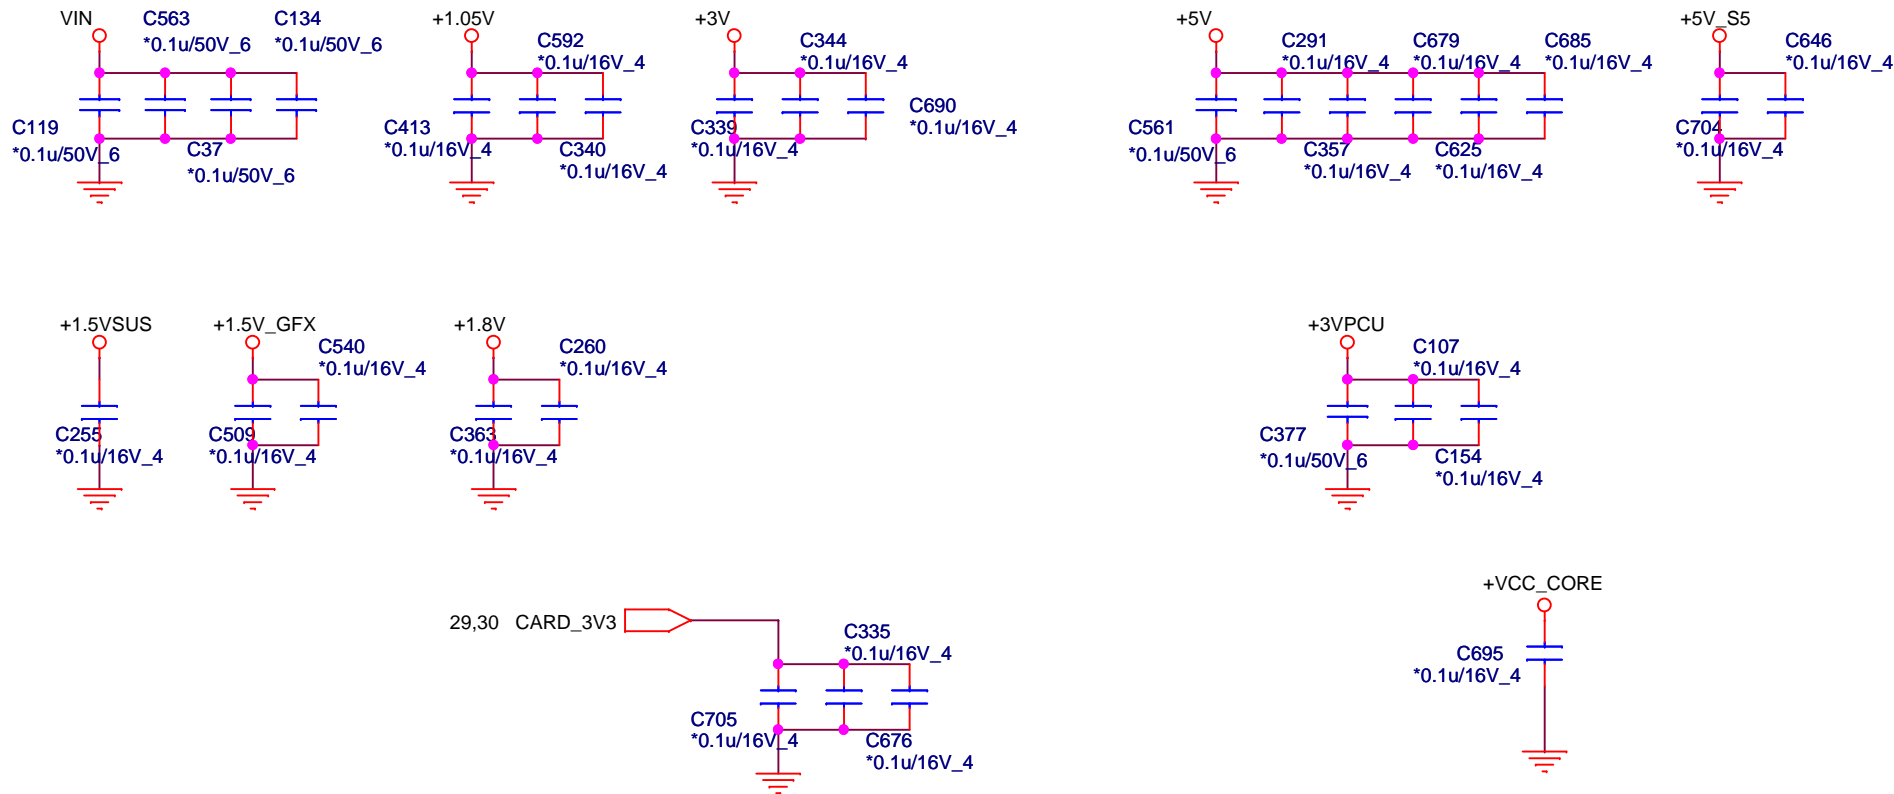 VIN
C563
*0.1u/50V_6
C134
*0.1u/50V_6
C119
*0.1u/50V_6
C37
*0.1u/50V_6
+1.05V
C592
*0.1u/16V_4
C413
*0.1u/16V_4
C340
*0.1u/16V_4
+3V
C344
*0.1u/16V_4
C690
*0.1u/16V_4
C339
*0.1u/16V_4
+5V
C291
*0.1u/16V_4
C679
*0.1u/16V_4
C685
*0.1u/16V_4
C561
*0.1u/50V_6
C357
*0.1u/16V_4
C625
*0.1u/16V_4
+5V_S5
C646
*0.1u/16V_4
C704
*0.1u/16V_4
+1.5VSUS
C255
*0.1u/16V_4
+1.5V_GFX
C540
*0.1u/16V_4
C509
*0.1u/16V_4
+1.8V
C260
*0.1u/16V_4
C363
*0.1u/16V_4
+3VPCU
C107
*0.1u/16V_4
C377
*0.1u/50V_6
C154
*0.1u/16V_4
29,30 CARD_3V3
C335
*0.1u/16V_4
C705
*0.1u/16V_4
C676
*0.1u/16V_4
+VCC_CORE
C695
*0.1u/16V_4